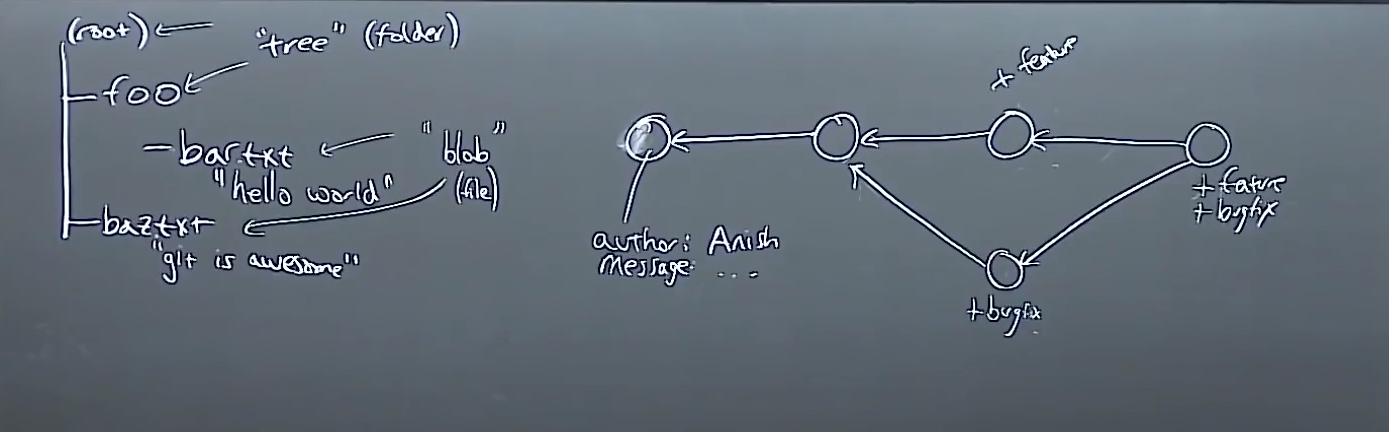 (root)
"tree" (folder)
foo
bar.txt
"hello world"
"blob"
(file)
baz.txt
"git is awesome"
+ feature
author: Anish
Message: ....
+ fature
+ bugfix
+ bugfix